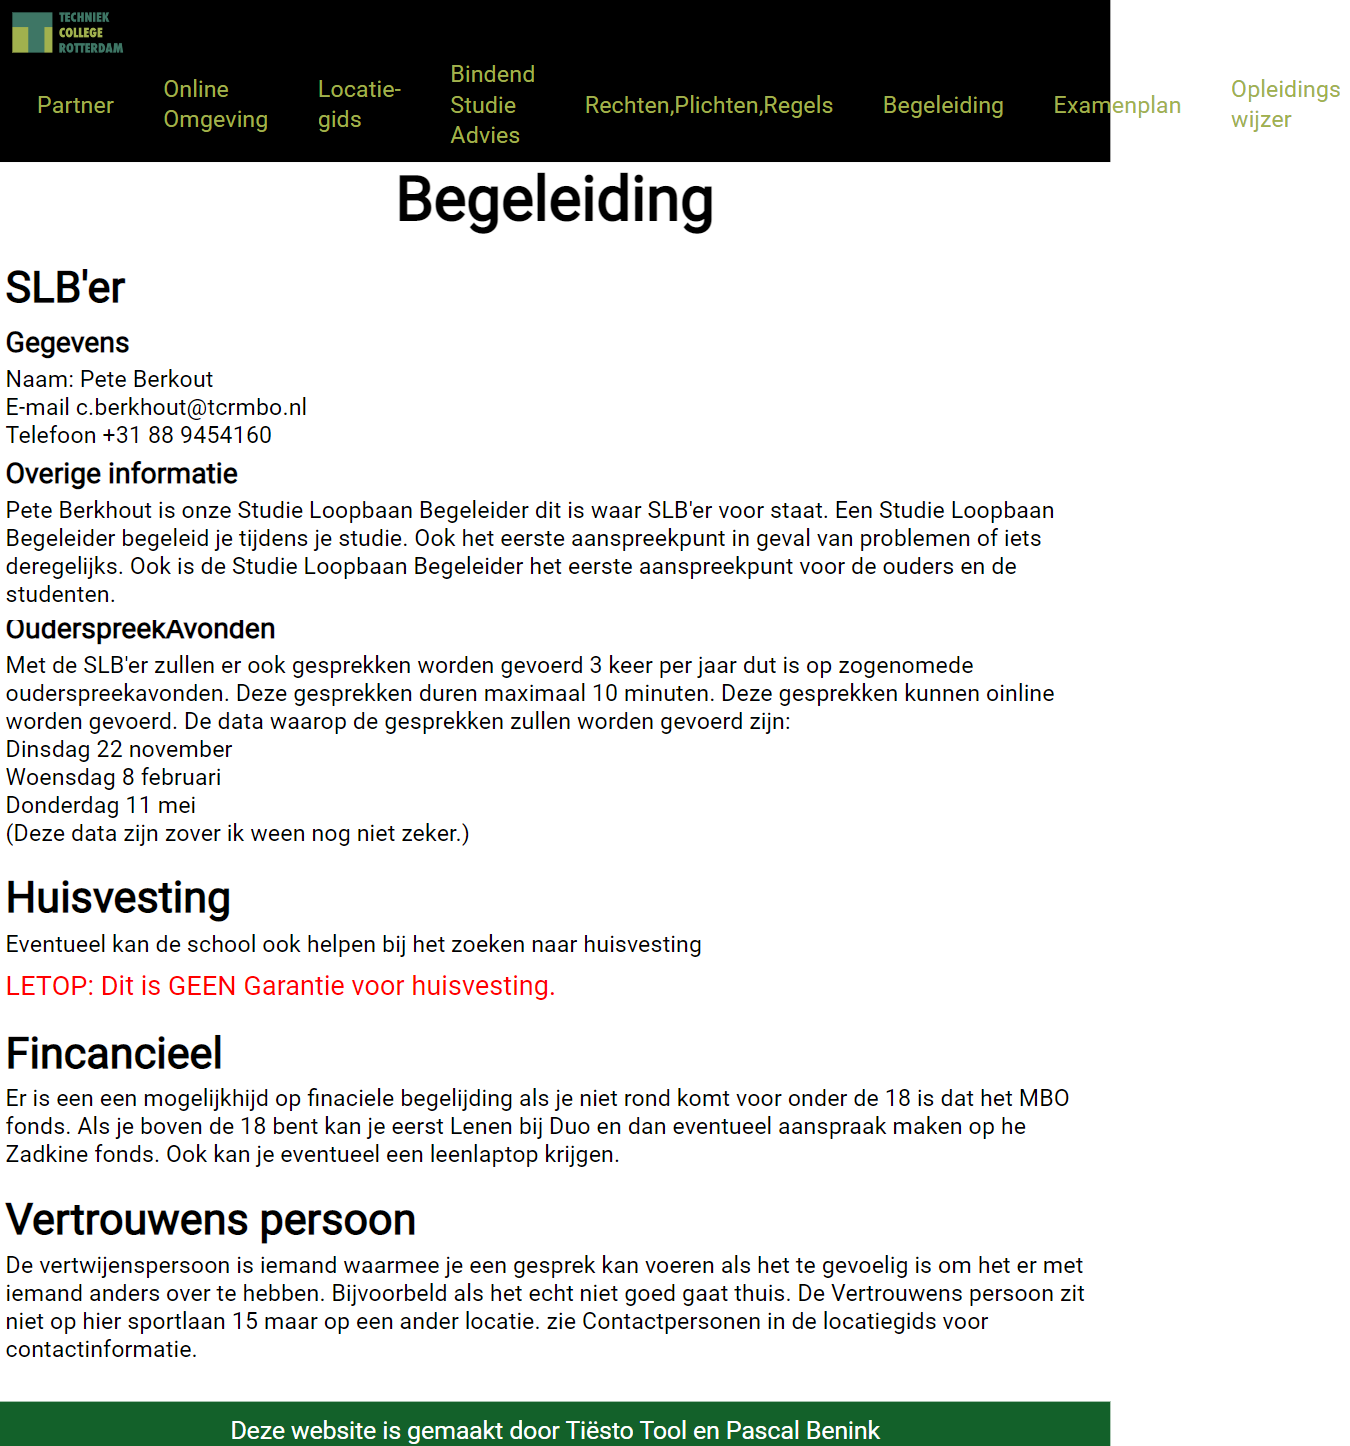 TECHNIEK
COLLEGE
ROTTERDAM
Partner
Online
Omgeving
Locatie-
gids
Bindend
Studie
Advies
Rechten,Plichten,Regels
Begeleiding
Examenplan
Opleidings
wijzer
Begeleiding
SLB'er
Gegevens
Naam: Pete Berkout
E-mail c.berkhout@tcrmbo.nl
Telefoon +31 88 9454160
Overige informatie
Pete Berkhout is onze Studie Loopbaan Begeleider dit is waar SLB'er voor staat. Een Studie Loopbaan
Begeleider begeleid je tijdens je studie. Ook het eerste aanspreekpunt in geval van problemen of iets
deregelijks. Ook is de Studie Loopbaan Begeleider het eerste aanspreekpunt voor de ouders en de
studenten.
OuderspreekAvonden
Met de SLB'er zullen er ook gesprekken worden gevoerd 3 keer per jaar dut is op zogenomede
ouderspreekavonden. Deze gesprekken duren maximaal 10 minuten. Deze gesprekken kunnen oinline
worden gevoerd. De data waarop de gesprekken zullen worden gevoerd zijn:
Dinsdag 22 november
Woensdag 8 februari
Donderdag 11 mei
(Deze data zijn zover ik ween nog niet zeker.)
Huisvesting
Eventueel kan de school ook helpen bij het zoeken naar huisvesting
LETOP: Dit is GEEN Garantie voor huisvesting.
Fincancieel
Er is een een mogelijkhijd op finaciele begelijding als je niet rond komt voor onder de 18 is dat het MBO
fonds. Als je boven de 18 bent kan je eerst Lenen bij Duo en dan eventueel aanspraak maken op he
Zadkine fonds. Ook kan je eventueel een leenlaptop krijgen.
Vertrouwens persoon
De vertwijenspersoon is iemand waarmee je een gesprek kan voeren als het te gevoelig is om het er met
iemand anders over te hebben. Bijvoorbeld als het echt niet goed gaat thuis. De Vertrouwens persoon zit
niet op hier sportlaan 15 maar op een ander locatie. zie Contactpersonen in de locatiegids voor
contactinformatie.
Deze website is gemaakt door Tiësto Tool en Pascal Benink